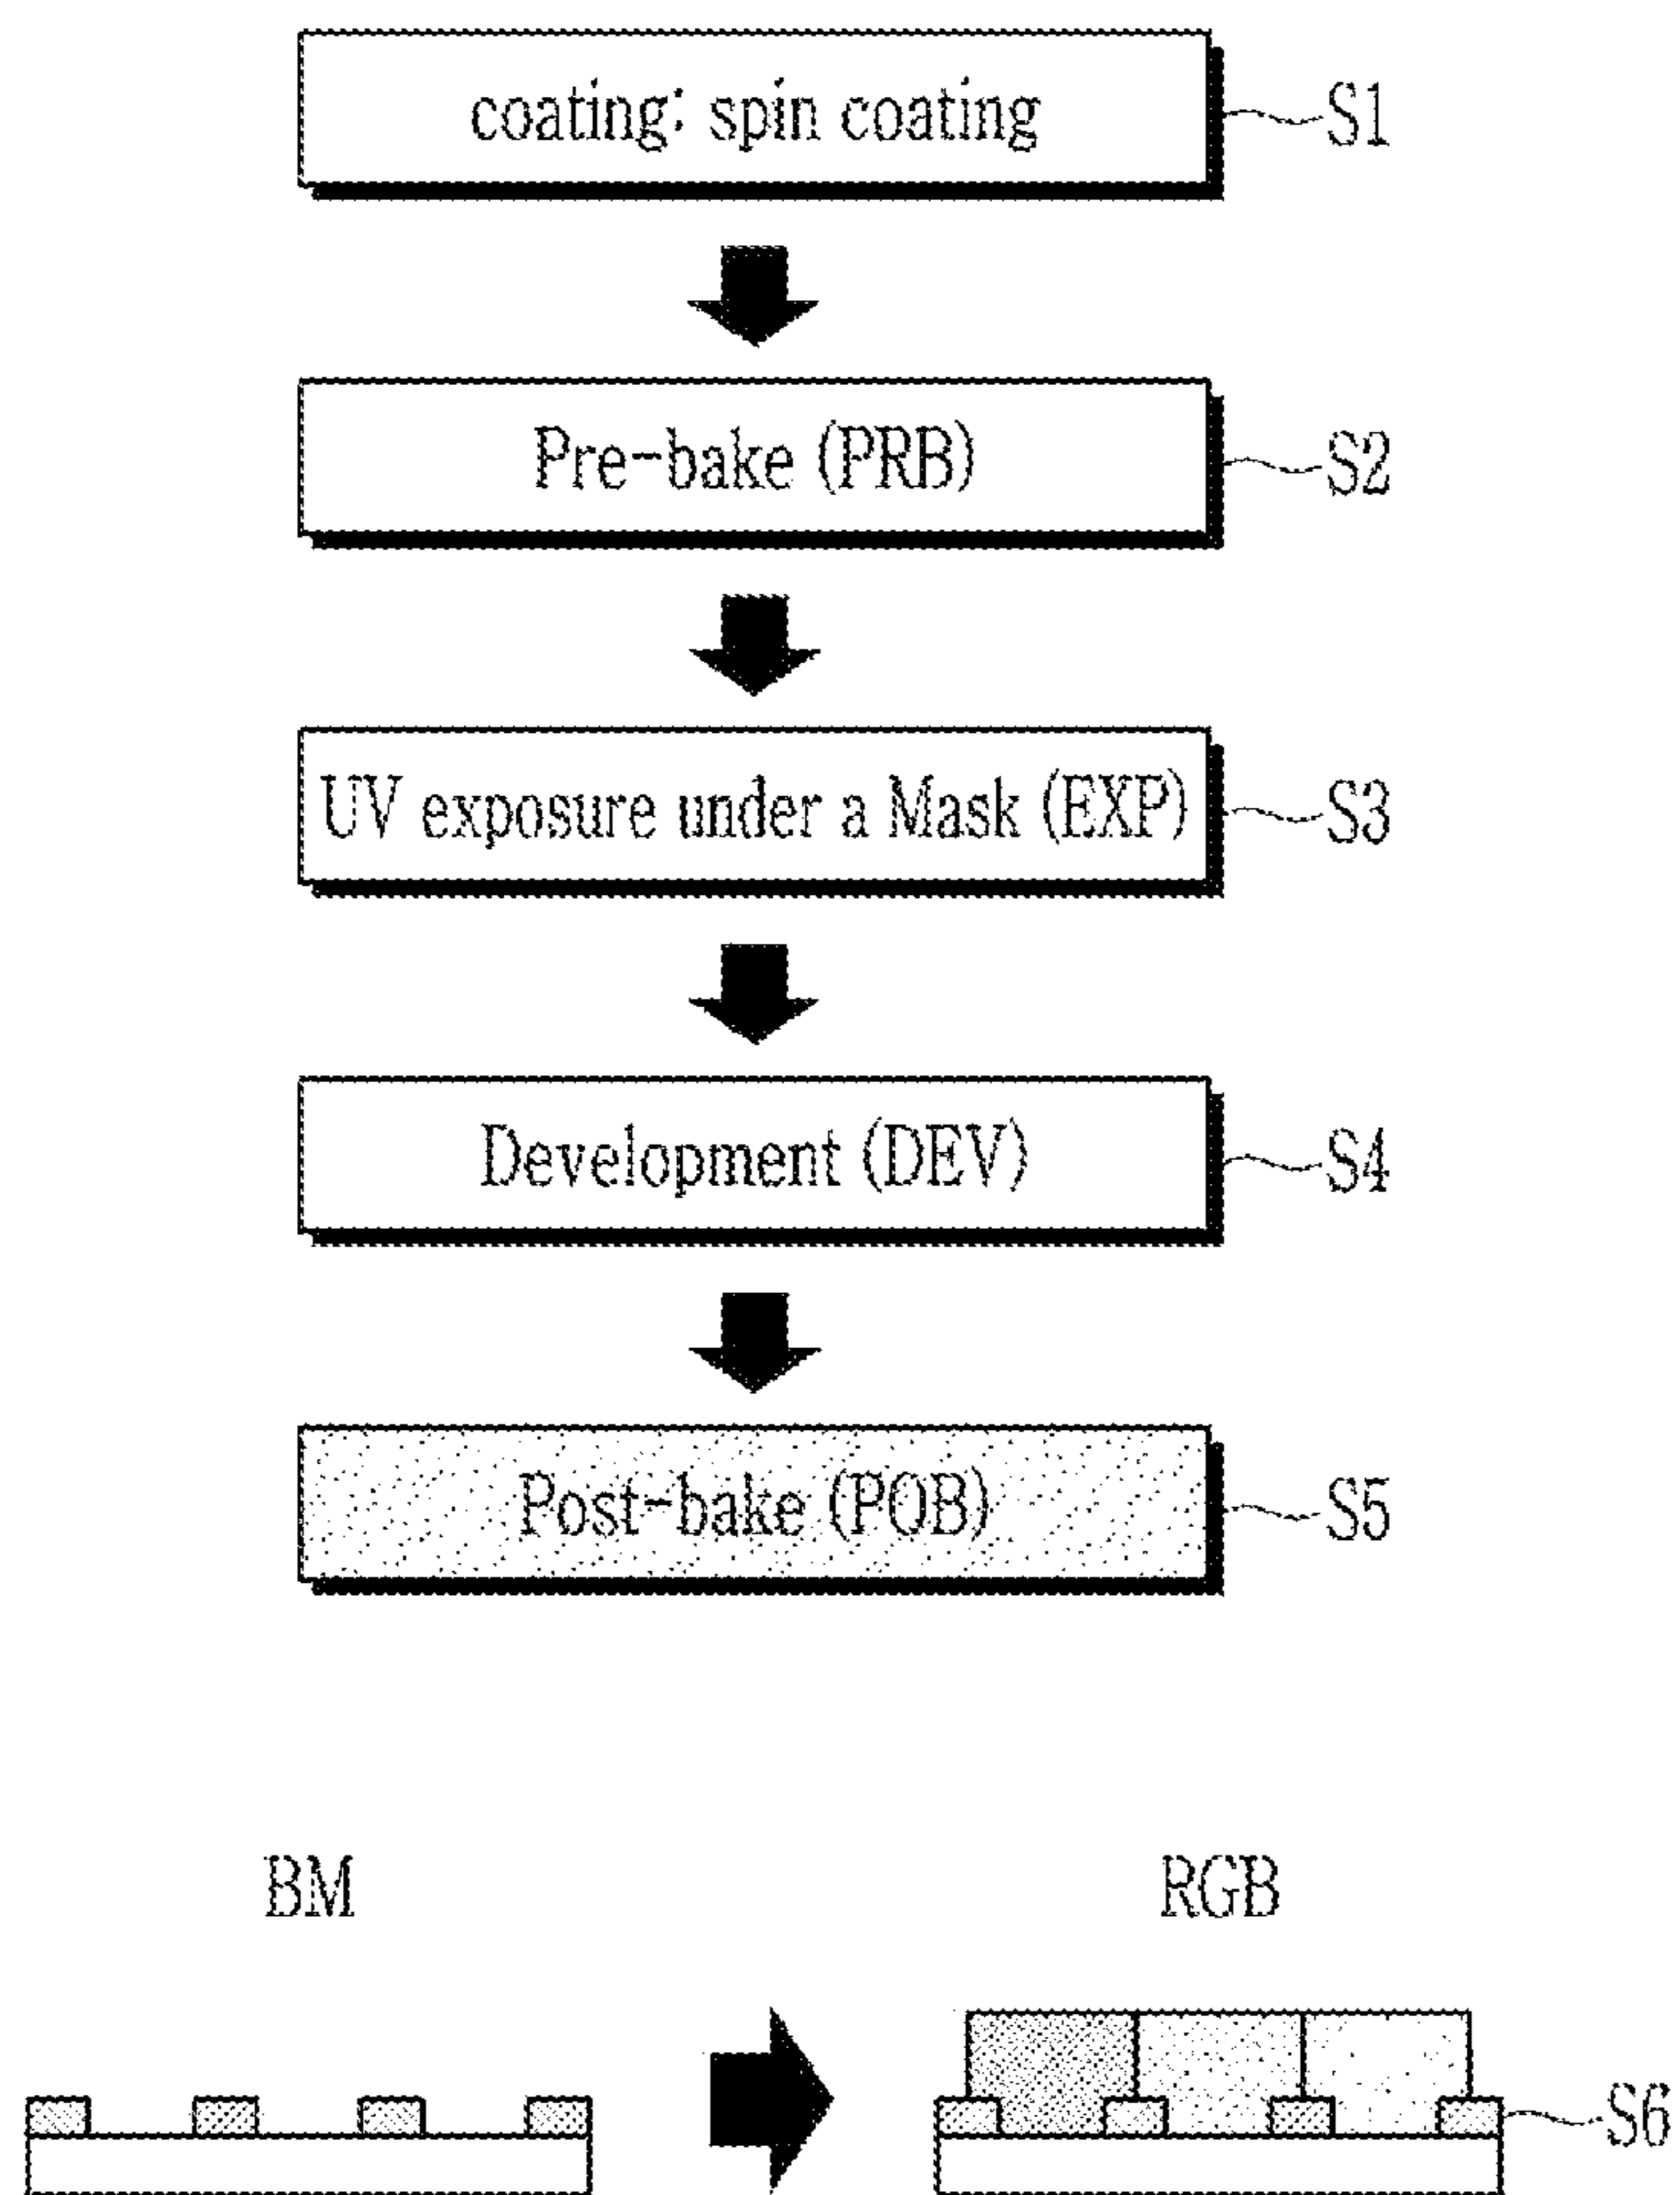 coating: spin coating S1
Pre-bake (PRB) S2
UV exposure under a Mask (EXP) S3
Development (DEV) S4
Post-bake (POB) S5
BM RGB
S6